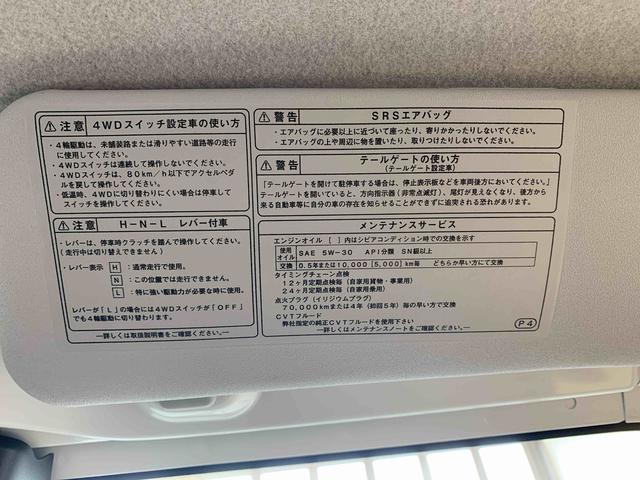 ⚠注意 4WDスイッチ設定車の使い方
・4輪駆動は、未舗装路または滑りやすい道路等の走行
に使用してください。
・4WDスイッチは連続して操作しないでください。
・4WDスイッチは、80km/h以下でアクセルペダ
ルを戻して操作してください。
・低温時、4WDに切り替わりにくい場合は停車して
スイッチを操作してください。
⚠注意 H-N-L レバー付車
・レバーは、停車時クラッチを踏んで操作してください。
(走行中は切り替えできません)
・レバー表示 H : 通常走行で使用。
N : この位置では走行できません。
L : 特に強い駆動力が必要な時に使用。
レバーが「L」の場合には4WDスイッチが「OFF」
でも4輪駆動に切り替わります。
―詳しくは取扱説明書をご確認ください。―
⚠警告 SRSエアバッグ
・エアバッグに必要以上に近づいて座ったり、寄りかかったりしないでください。
・エアバッグの上や周辺に物を置いたり、取りつけたりしないでください。
⚠警告 テールゲートの使い方
(テールゲート設定車)
「テールゲートを開けて駐停車する場合は、停止表示板などを車両後方においてください。」
テールゲートを開いていると、方向指示器(非常点滅灯)、尾灯が見えなくなり、後方から
来る自動車等に自分の車の存在を知らせることができずに追突される恐れがあります。
メンテナンスサービス
エンジンオイル [ ]内はシビアコンディション時での交換を示す
使用オイル SAE 5W-30 API分類 SN級以上
交換 0.5年または10,000[5,000]km毎 どちらか早い方にて交換
タイミングチェーン点検
12ヶ月定期点検毎(自家用貨物・事業用)
24ヶ月定期点検毎(自家用乗用)
点火プラグ(イリジウムプラグ)
70,000kmまたは4年(初回5年)毎の早い方で交換
CVTフルード
弊社指定の純正CVTフルードを使用下さい
―詳しくはメンテナンスノートをご確認ください。―
P4